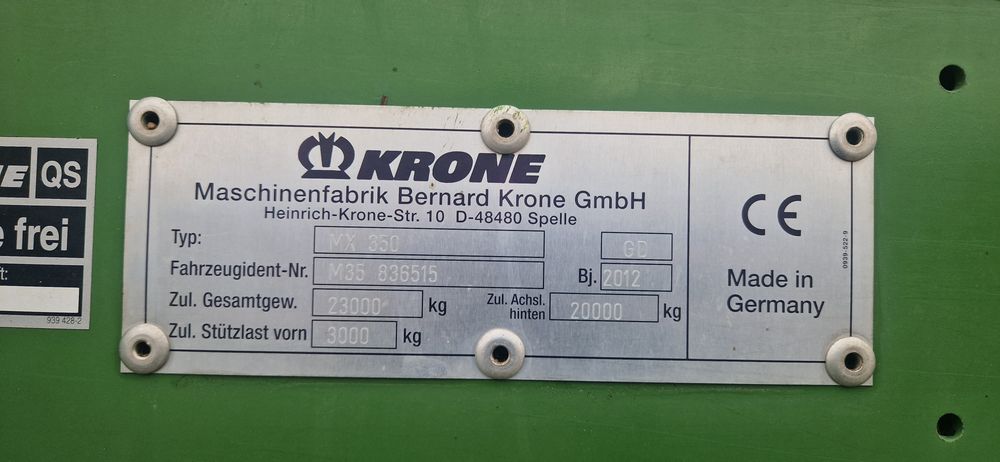 QS
frei
939 428-2
KRONE
Maschinenfabrik Bernard Krone GmbH
Heinrich-Krone-Str. 10 D-48480 Spelle
Typ: MX 350 GD
Fahrzeugident-Nr. M35 836515 Bj. 2012
Zul. Gesamtgew. 23000 kg Zul. Achsl. hinten 20000 kg
Zul. Stützlast vorn 3000 kg
CE
Made in
Germany
0939-522-9